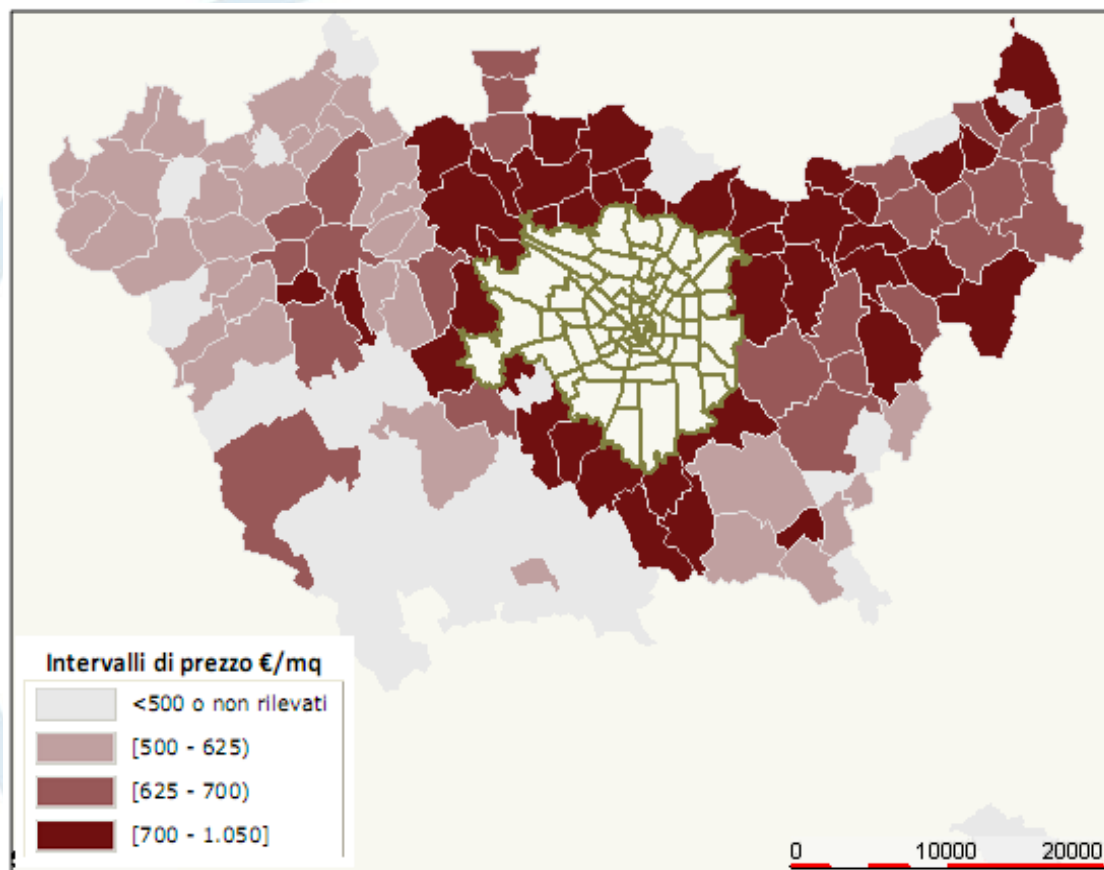 Intervalli di prezzo €/mq
<500 o non rilevati
[500 - 625)
[625 - 700)
[700 - 1.050]
0 10000 20000